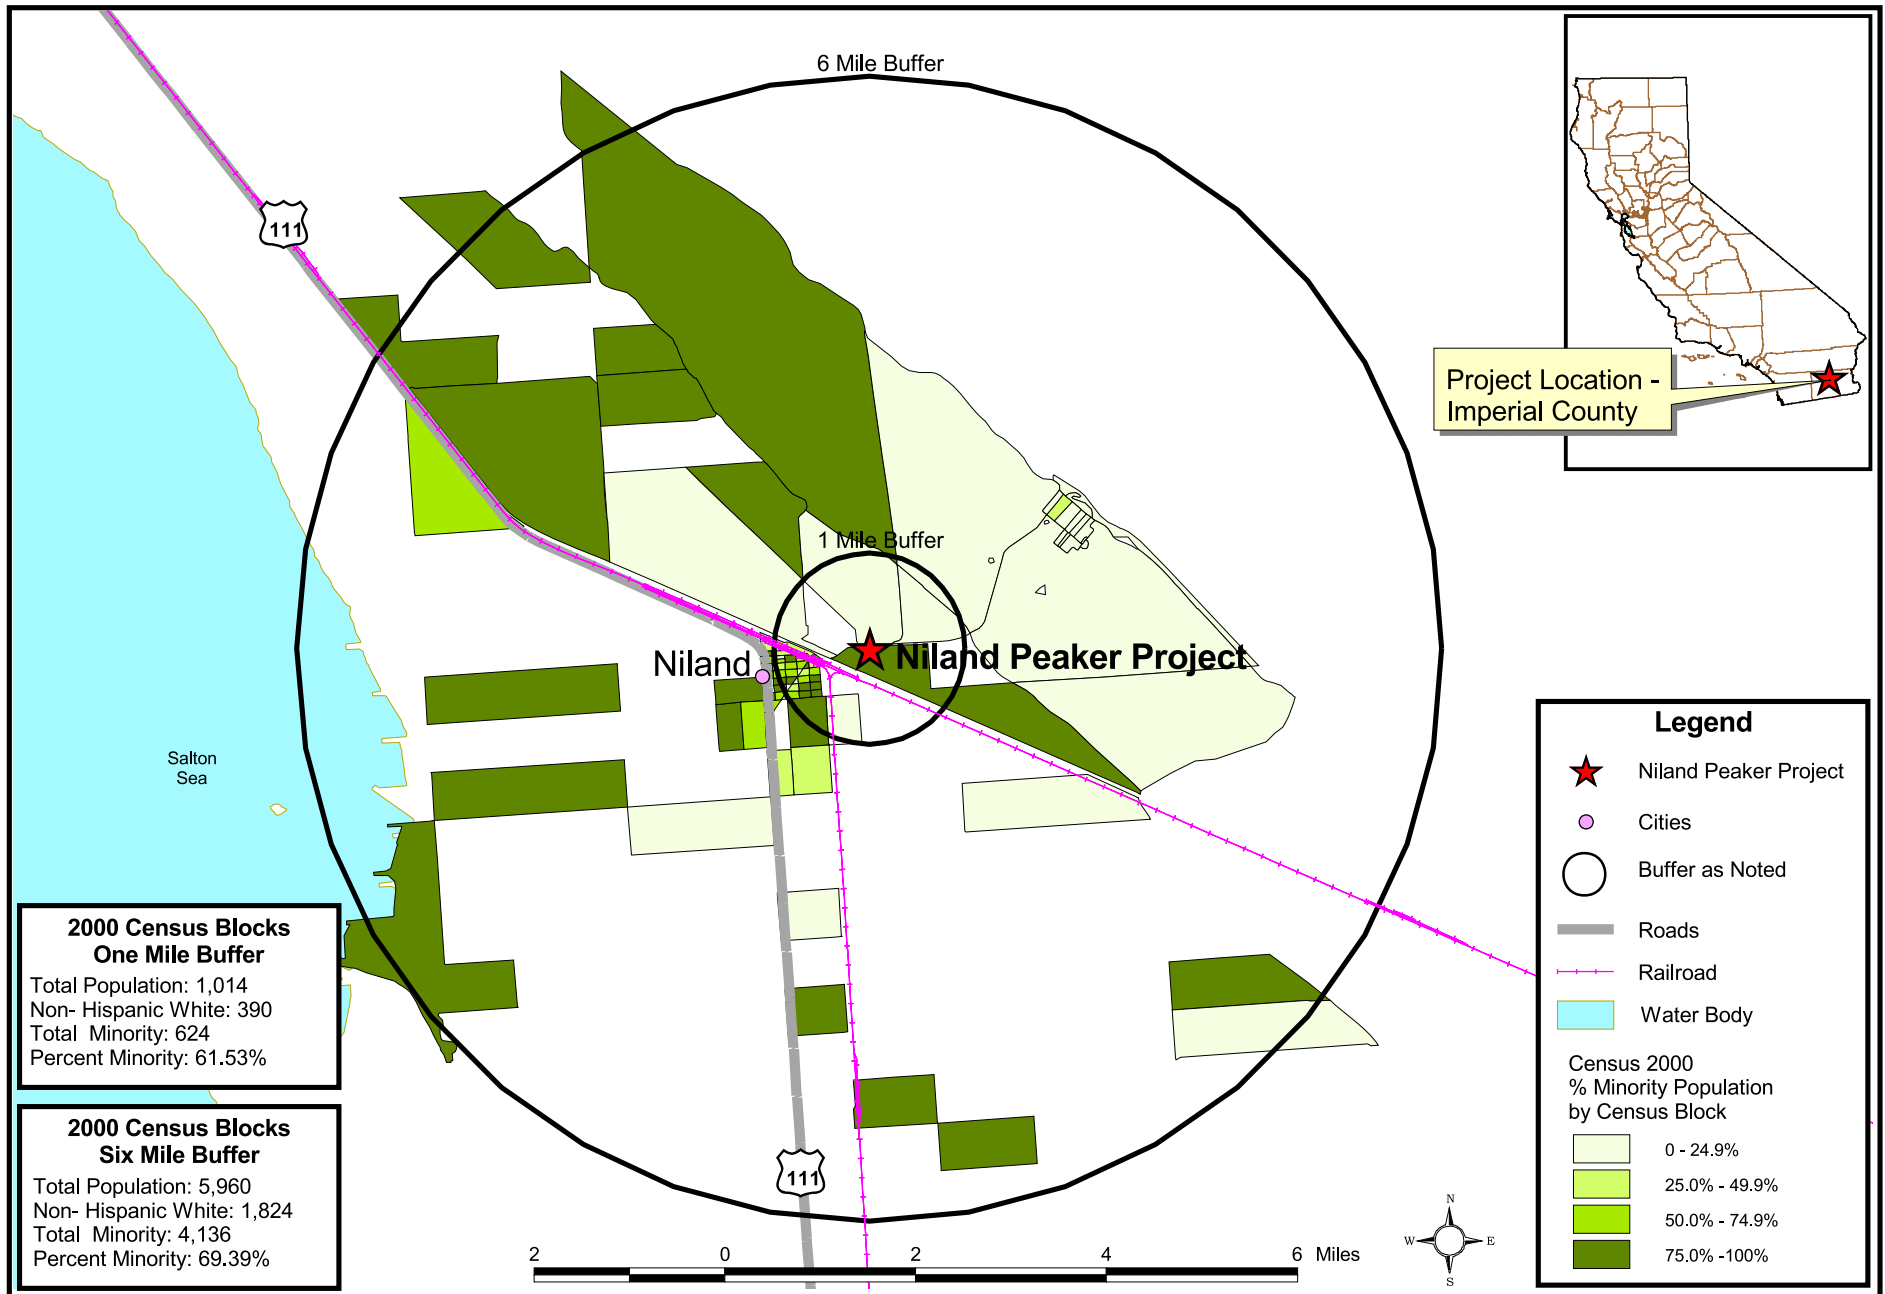 6 Mile Buffer
111
Project Location -
Imperial County
1 Mile Buffer
Niland
Niland Peaker Project
Salton
Sea
2000 Census Blocks
One Mile Buffer
Total Population: 1,014
Non- Hispanic White: 390
Total Minority: 624
Percent Minority: 61.53%
2000 Census Blocks
Six Mile Buffer
Total Population: 5,960
Non- Hispanic White: 1,824
Total Minority: 4,136
Percent Minority: 69.39%
111
2 0 2 4 6 Miles
N
W E
S
Legend
Niland Peaker Project
Cities
Buffer as Noted
Roads
Railroad
Water Body
Census 2000
% Minority Population
by Census Block
0 - 24.9%
25.0% - 49.9%
50.0% - 74.9%
75.0% -100%